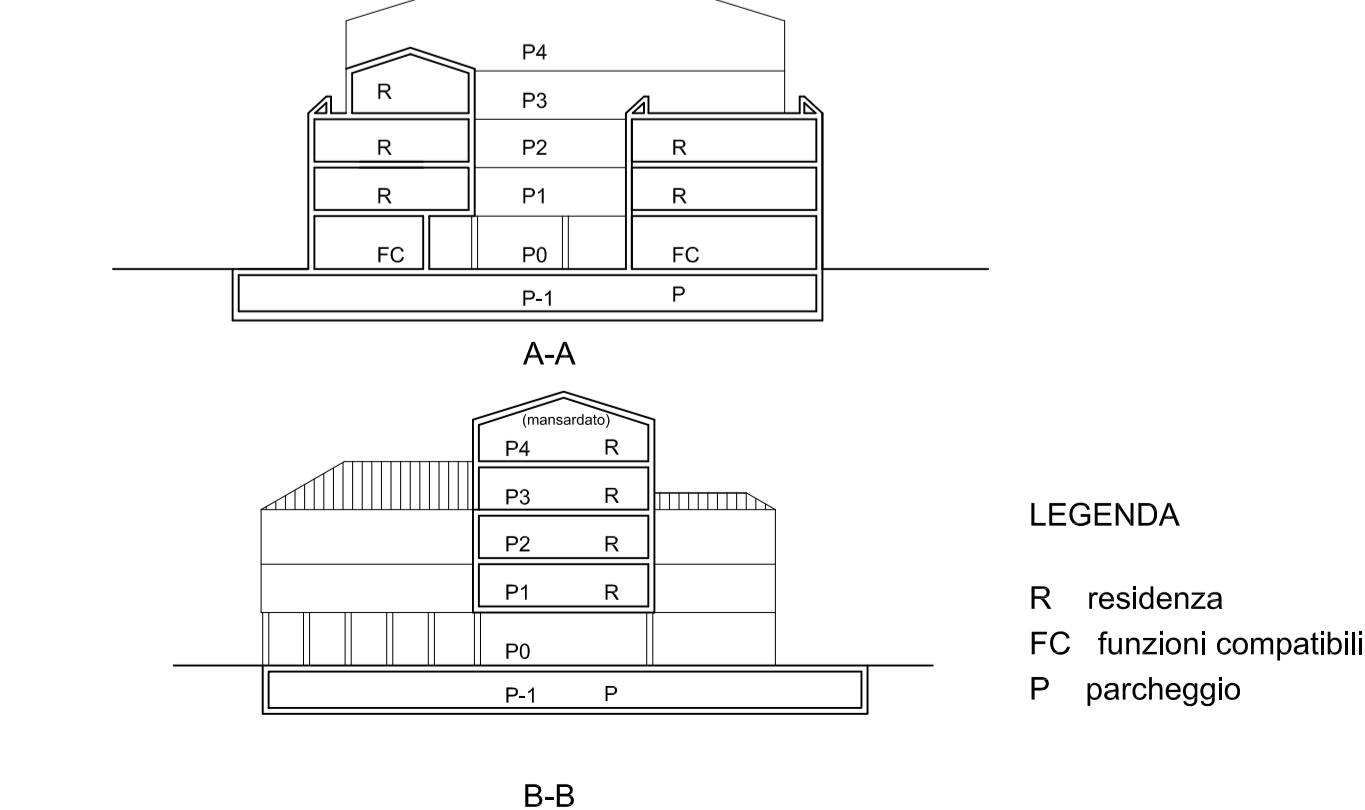 P4
R P3
R P2 R
R P1 R
FC P0 FC
P-1 P
A-A
(mansardato)
P4 R
P3 R
P2 R
P1 R
P0
P-1 P
B-B
LEGENDA
R residenza
FC funzioni compatibili
P parcheggio